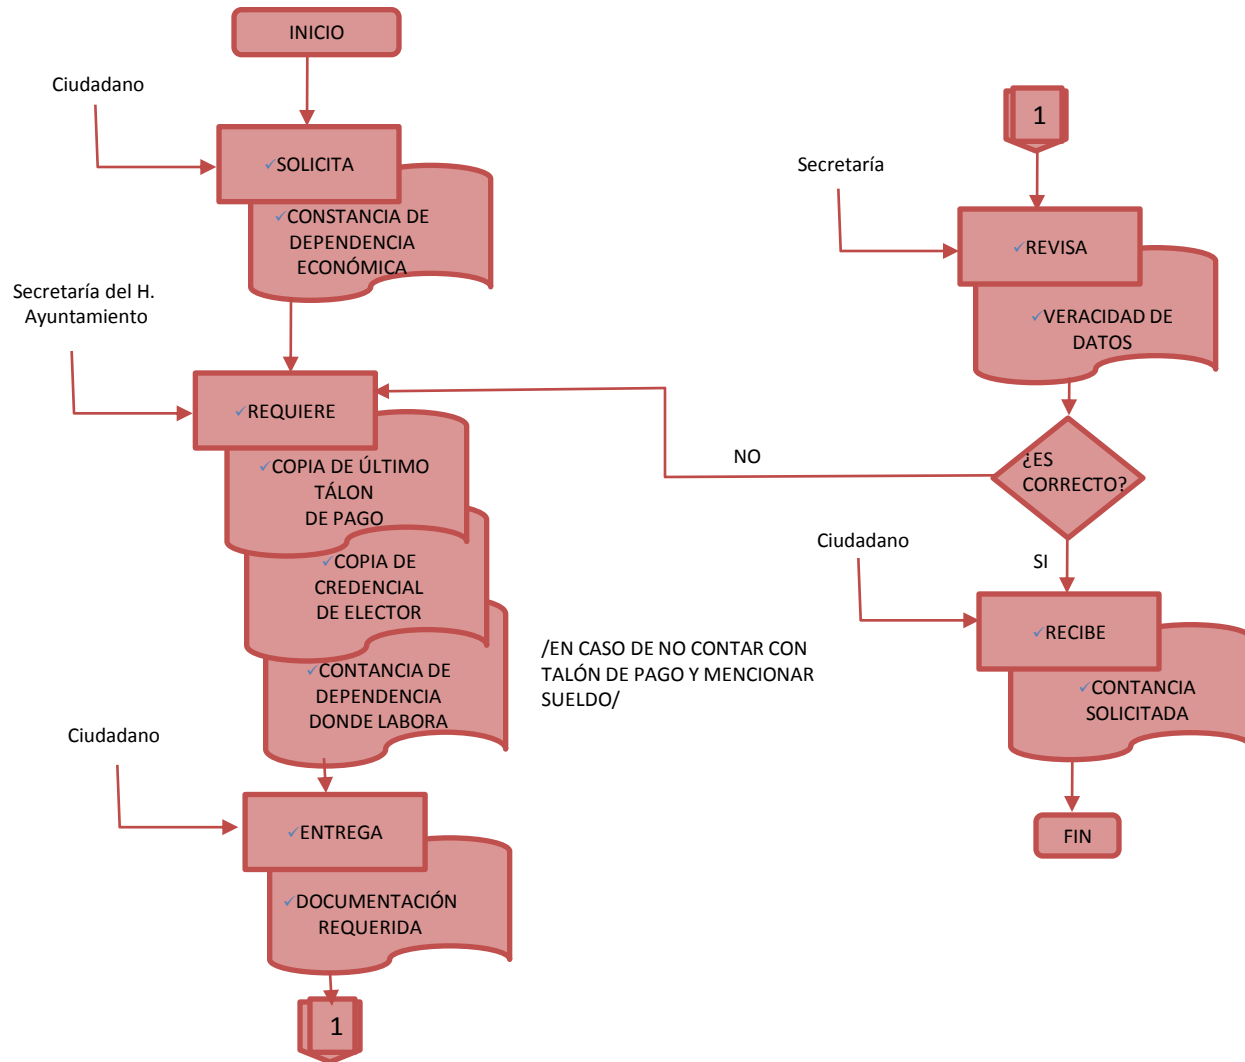 INICIO
Ciudadano
✓SOLICITA
✓CONSTANCIA DE
DEPENDENCIA
ECONÓMICA
Secretaría del H.
Ayuntamiento
✓REQUIERE
✓COPIA DE ÚLTIMO
TÁLON
DE PAGO
✓COPIA DE
CREDENCIAL
DE ELECTOR
✓CONTANCIA DE
DEPENDENCIA
DONDE LABORA
/EN CASO DE NO CONTAR CON
TALÓN DE PAGO Y MENCIONAR
SUELDO/
Ciudadano
✓ENTREGA
✓DOCUMENTACIÓN
REQUERIDA
1
1
Secretaría
✓REVISA
✓VERACIDAD DE
DATOS
¿ES
CORRECTO?
NO
SI
Ciudadano
✓RECIBE
✓CONTANCIA
SOLICITADA
FIN